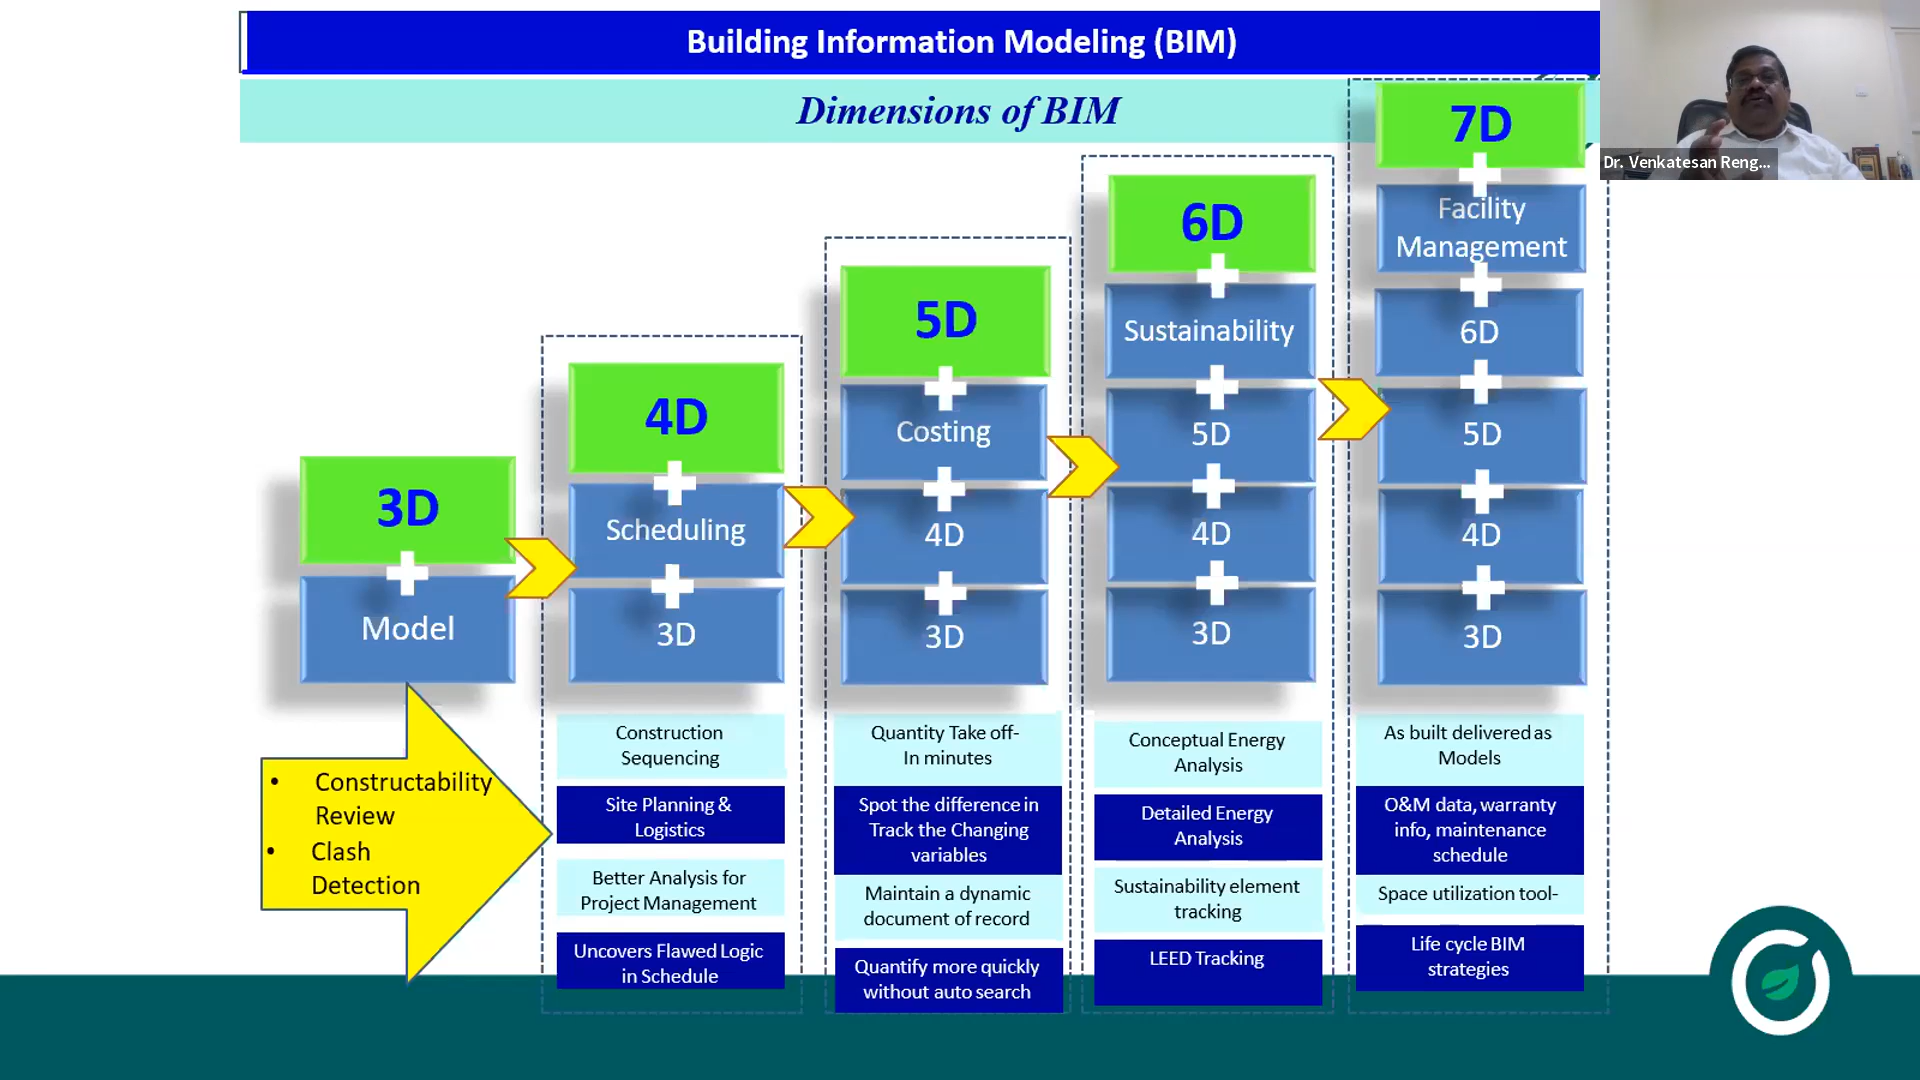 Building Information Modeling (BIM)
Dimensions of BIM
Dr. Venkatesan Reng...
3D
Model
• Constructability
Review
• Clash
Detection
4D
Scheduling
3D
Construction
Sequencing
Site Planning &
Logistics
Better Analysis for
Project Management
Uncovers Flawed Logic
in Schedule
5D
Costing
4D
3D
Quantity Take off-
In minutes
Spot the difference in
Track the Changing
variables
Maintain a dynamic
document of record
Quantify more quickly
without auto search
6D
Sustainability
5D
4D
3D
Conceptual Energy
Analysis
Detailed Energy
Analysis
Sustainability element
tracking
LEED Tracking
7D
Facility
Management
6D
5D
4D
3D
As built delivered as
Models
O&M data, warranty
info, maintenance
schedule
Space utilization tool-
Life cycle BIM
strategies